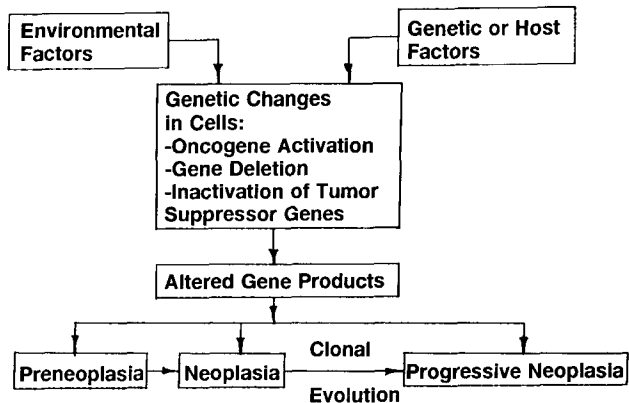 Environmental
Factors
Genetic or Host
Factors
Genetic Changes
in Cells:
-Oncogene Activation
-Gene Deletion
-Inactivation of Tumor
Suppressor Genes
Altered Gene Products
Preneoplasia
Neoplasia
Clonal
Evolution
Progressive Neoplasia